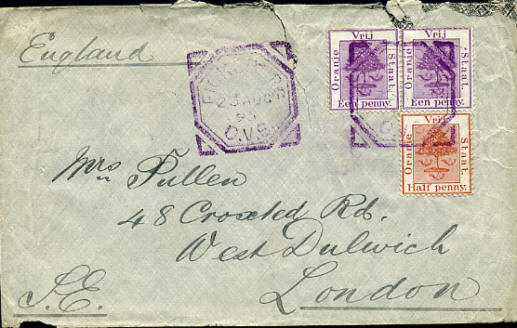 England
Vrij
Oranje
Staat.
Een penny.
Vrij
Oranje
Staat.
Een penny.
23 AUG
O.V.S.
Vrij
Oranje
Staat.
Half penny.
Mrs Pullen
48 Croxted Rd.
West Dulwich
London
S.E.